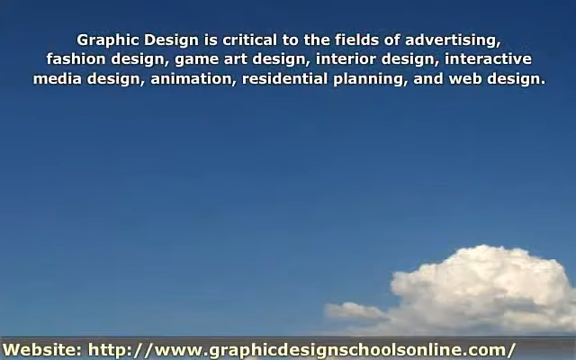 Graphic Design is critical to the fields of advertising,
fashion design, game art design, interior design, interactive
media design, animation, residential planning, and web design.
Website: http://www.graphicdesignschoolsonline.com/